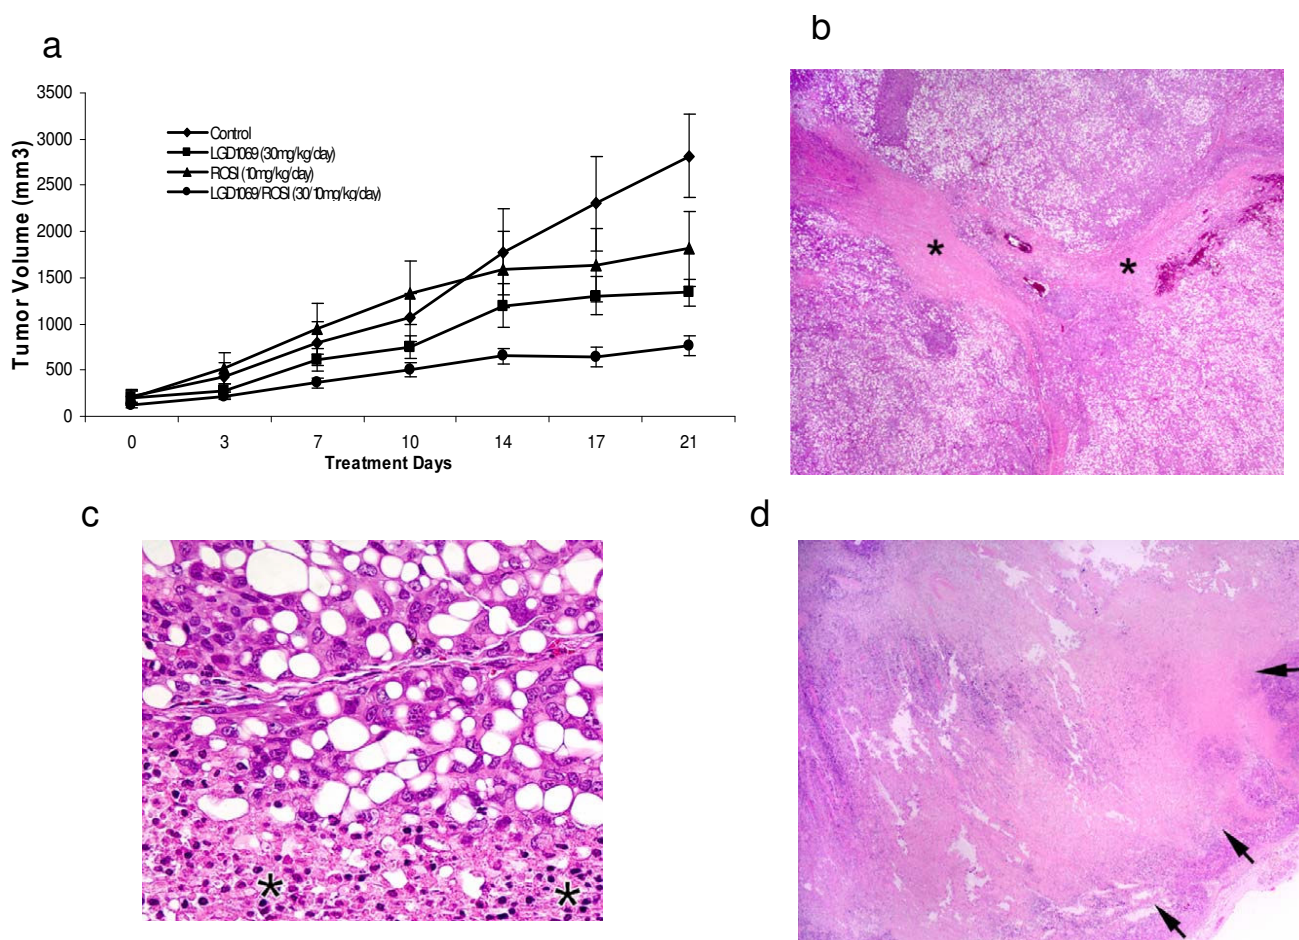 a
b
3500
3000
2500
2000
1500
1000
500
0
Tumor Volume (mm3)
Control
LGD1069 (30mg/kg/day)
ROSI (10mg/kg/day)
LGD1069/ROSI (30/10mg/kg/day)
0 3 7 10 14 17 21
Treatment Days
*
*
c
d
*
*